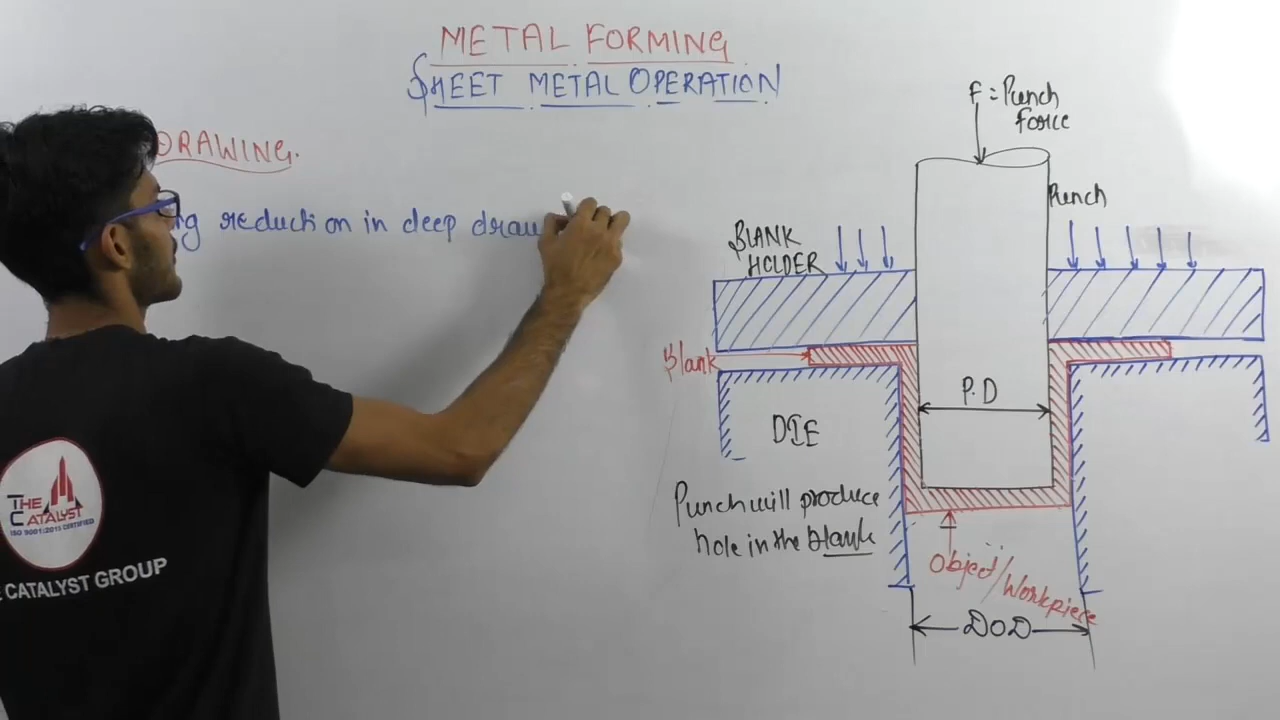 METAL FORMING
SHEET METAL OPERATION
DRAWING.
reduction in deep draw
F = Punch
force
Punch
BLANK
HOLDER
Blank
P.D
DIE
Punch will produce
hole in the blank
Object/Workpiece
DOD
THE
CATALYST
ISO 9001:2015 CERTIFIED
CATALYST GROUP